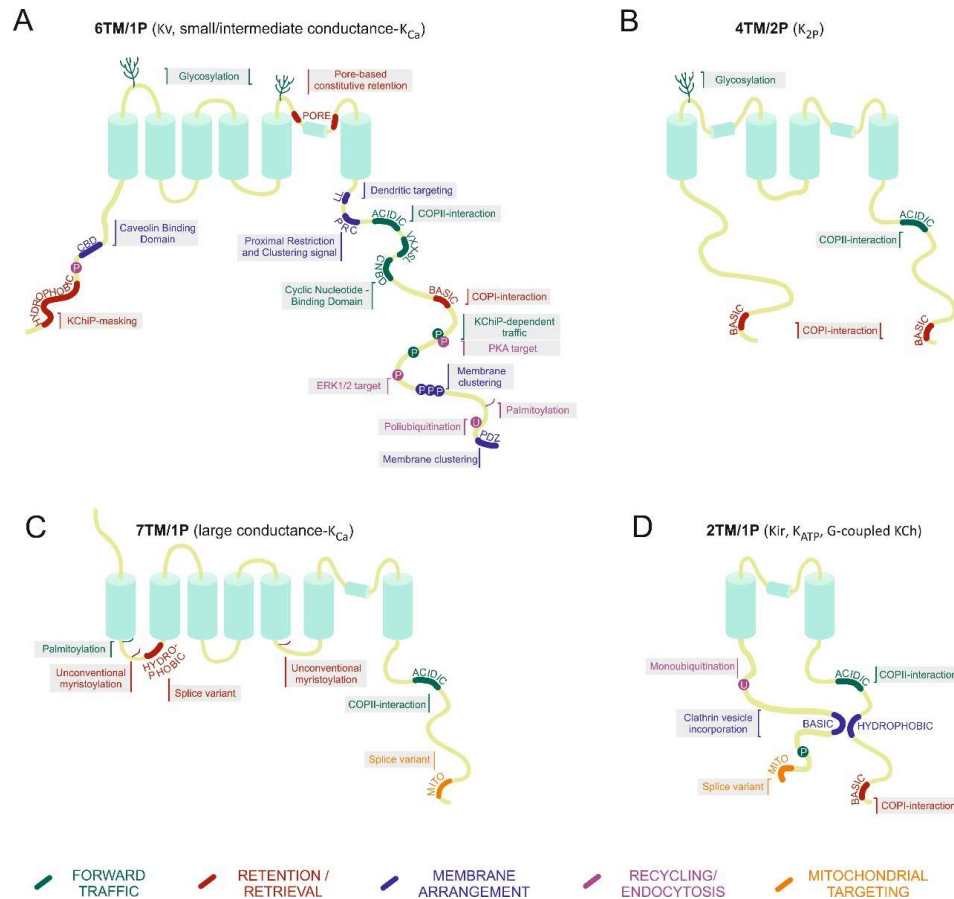 A
6TM/1P (Kv, small/intermediate conductance-KCa)
Glycosylation
Pore-based
constitutive retention
PORE
LL
Dendritic targeting
PRC
ACIDIC
COPII-interaction
Caveolin Binding
Domain
CBD
Proximal Restriction
and Clustering signal
VXXSL
P
CNBD
HYDROPHOBIC
Cyclic Nucleotide -
Binding Domain
BASIC
COPI-interaction
KChiP-masking
P
KChiP-dependent
traffic
P
P
PKA target
ERK1/2 target
P
PPP
Membrane
clustering
Palmitoylation
Poliubiquitination
U
PDZ
Membrane clustering
B
4TM/2P (K2P)
Glycosylation
ACIDIC
COPII-interaction
BASIC
COPI-interaction
BASIC
C
7TM/1P (large conductance-KCa)
Palmitoylation
HYDRO-
PHOBIC
Unconventional
myristoylation
Splice variant
Unconventional
myristoylation
ACIDIC
COPII-interaction
Splice variant
MITO
D
2TM/1P (Kir, KATP, G-coupled KCh)
Monoubiquitination
U
ACIDIC
COPII-interaction
Clathrin vesicle
incorporation
BASIC
HYDROPHOBIC
P
MITO
Splice variant
BASIC
COPI-interaction
FORWARD
TRAFFIC
RETENTION /
RETRIEVAL
MEMBRANE
ARRANGEMENT
RECYCLING/
ENDOCYTOSIS
MITOCHONDRIAL
TARGETING